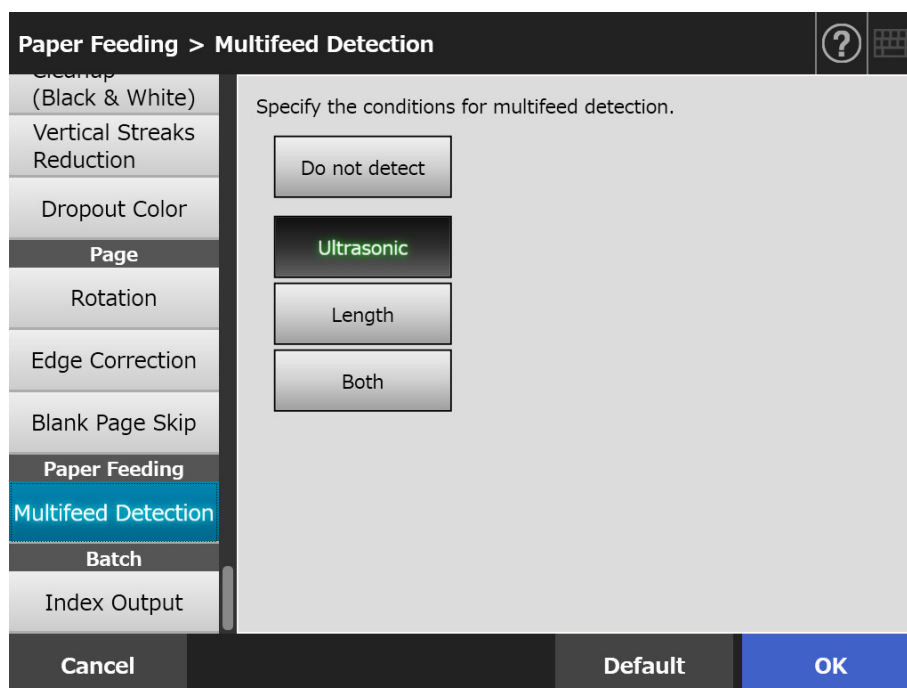 Paper Feeding > Multifeed Detection
?
(Black & White)
Vertical Streaks
Reduction
Dropout Color
Page
Rotation
Edge Correction
Blank Page Skip
Paper Feeding
Multifeed Detection
Batch
Index Output
Specify the conditions for multifeed detection.
Do not detect
Ultrasonic
Length
Both
Cancel
Default
OK